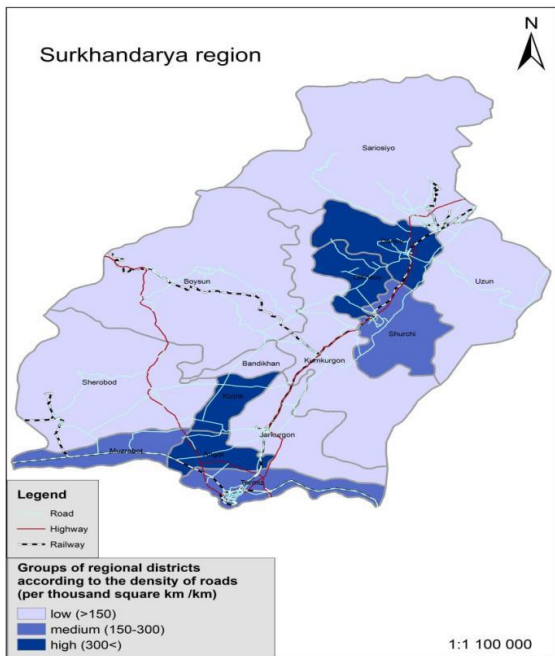 N
Surkhandarya region
Sariosiyo
Uzun
Boysun
Shurchi
Kumkurgon
Bandikhan
Sherobod
Jarkurgon
Muzrabot
Termiz
Legend
Road
Highway
Railway
Groups of regional districts
according to the density of roads
(per thousand square km /km)
low (>150)
medium (150-300)
high (300<)
1:1 100 000